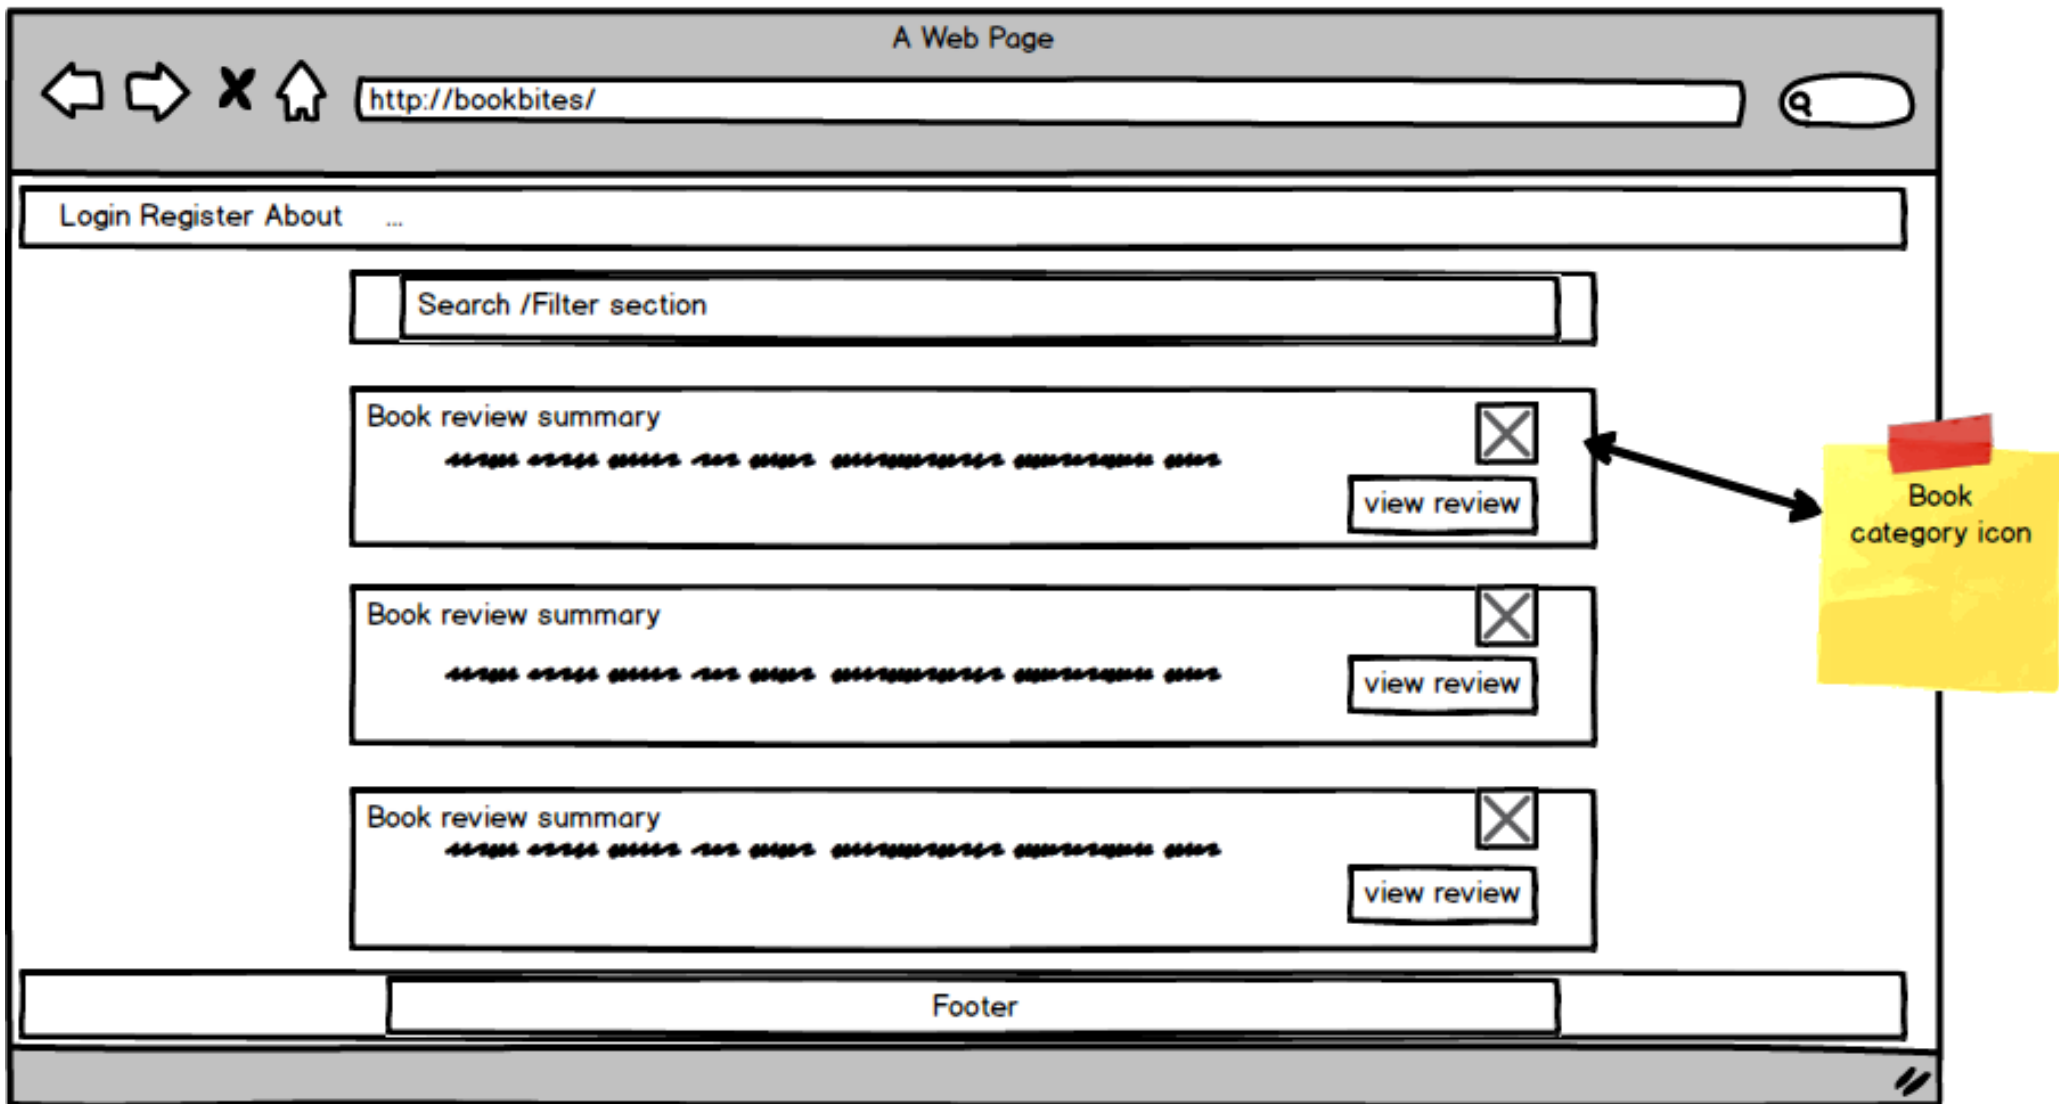 A Web Page
http://bookbites/
Login Register About ...
Search /Filter section
Book review summary
view review
Book
category icon
Book review summary
view review
Book review summary
view review
Footer